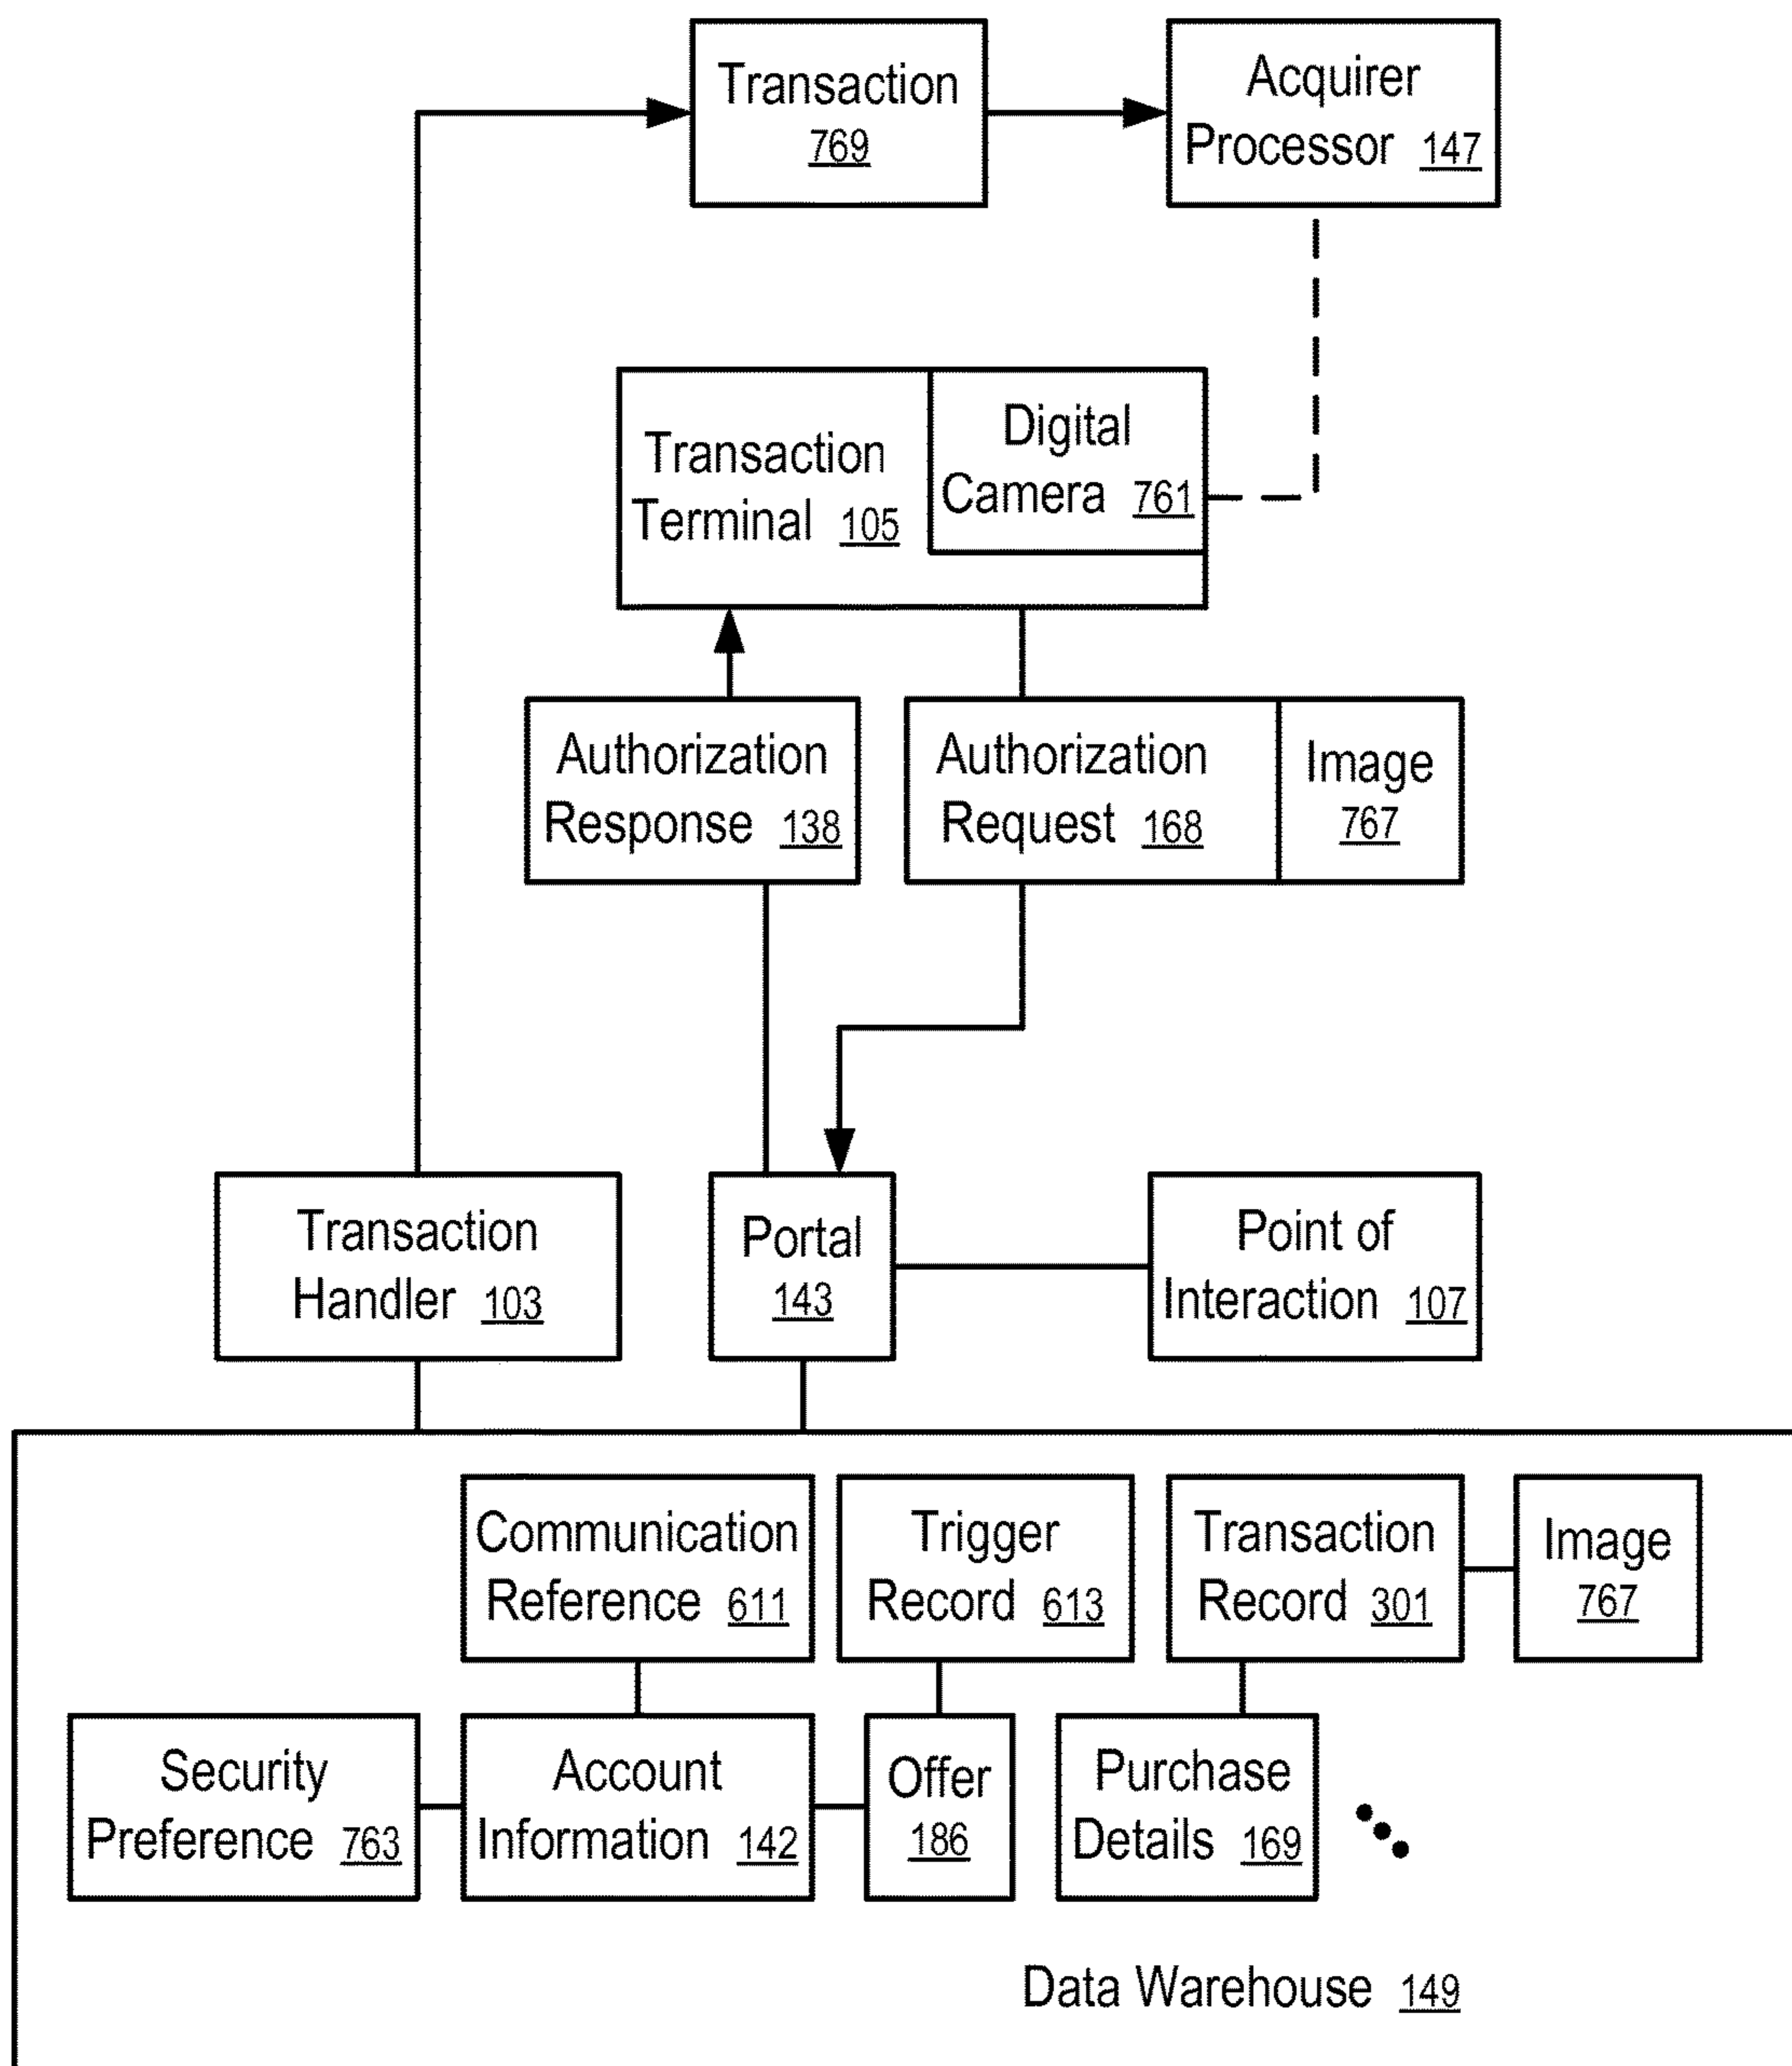 Transaction
769
Acquirer
Processor 147
Transaction
Terminal 105
Digital
Camera 761
Authorization
Response 138
Authorization
Request 168
Image
767
Transaction
Handler 103
Portal
143
Point of
Interaction 107
Communication
Reference 611
Trigger
Record 613
Transaction
Record 301
Image
767
Security
Preference 763
Account
Information 142
Offer
186
Purchase
Details 169
Data Warehouse 149